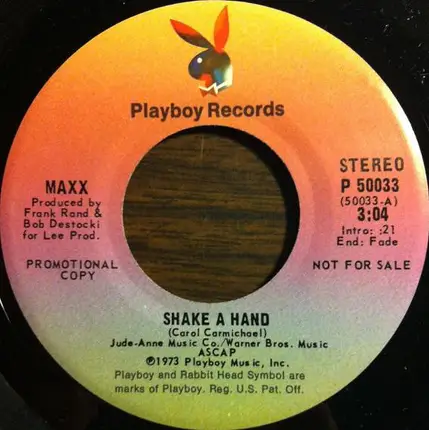 Playboy Records
MAXX
Produced by
Frank Rand &
Bob Destocki
for Lee Prod.
PROMOTIONAL
COPY
STEREO
P 50033
(50033-A)
3:04
Intro: :21
End: Fade
NOT FOR SALE
SHAKE A HAND
(Carol Carmichael)
Jude-Anne Music Co./Warner Bros. Music
ASCAP
©1973 Playboy Music, Inc.
Playboy and Rabbit Head Symbol are
marks of Playboy. Reg. U.S. Pat. Off.